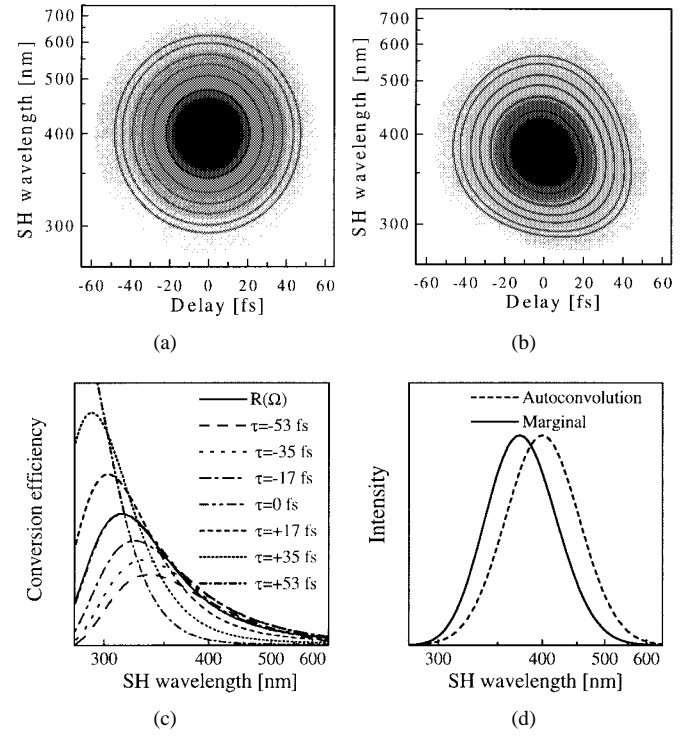 700
600
500
400
300
SH wavelength [nm]
-60 -40 -20 0 20 40 60
Delay [fs]
(a)
700
600
500
400
300
SH wavelength [nm]
-60 -40 -20 0 20 40 60
Delay [fs]
(b)
Conversion efficiency
R(Ω)
τ=-53 fs
τ=-35 fs
τ=-17 fs
τ=0 fs
τ=+17 fs
τ=+35 fs
τ=+53 fs
300 400 500 600
SH wavelength [nm]
(c)
Intensity
Autoconvolution
Marginal
300 400 500 600
SH wavelength [nm]
(d)